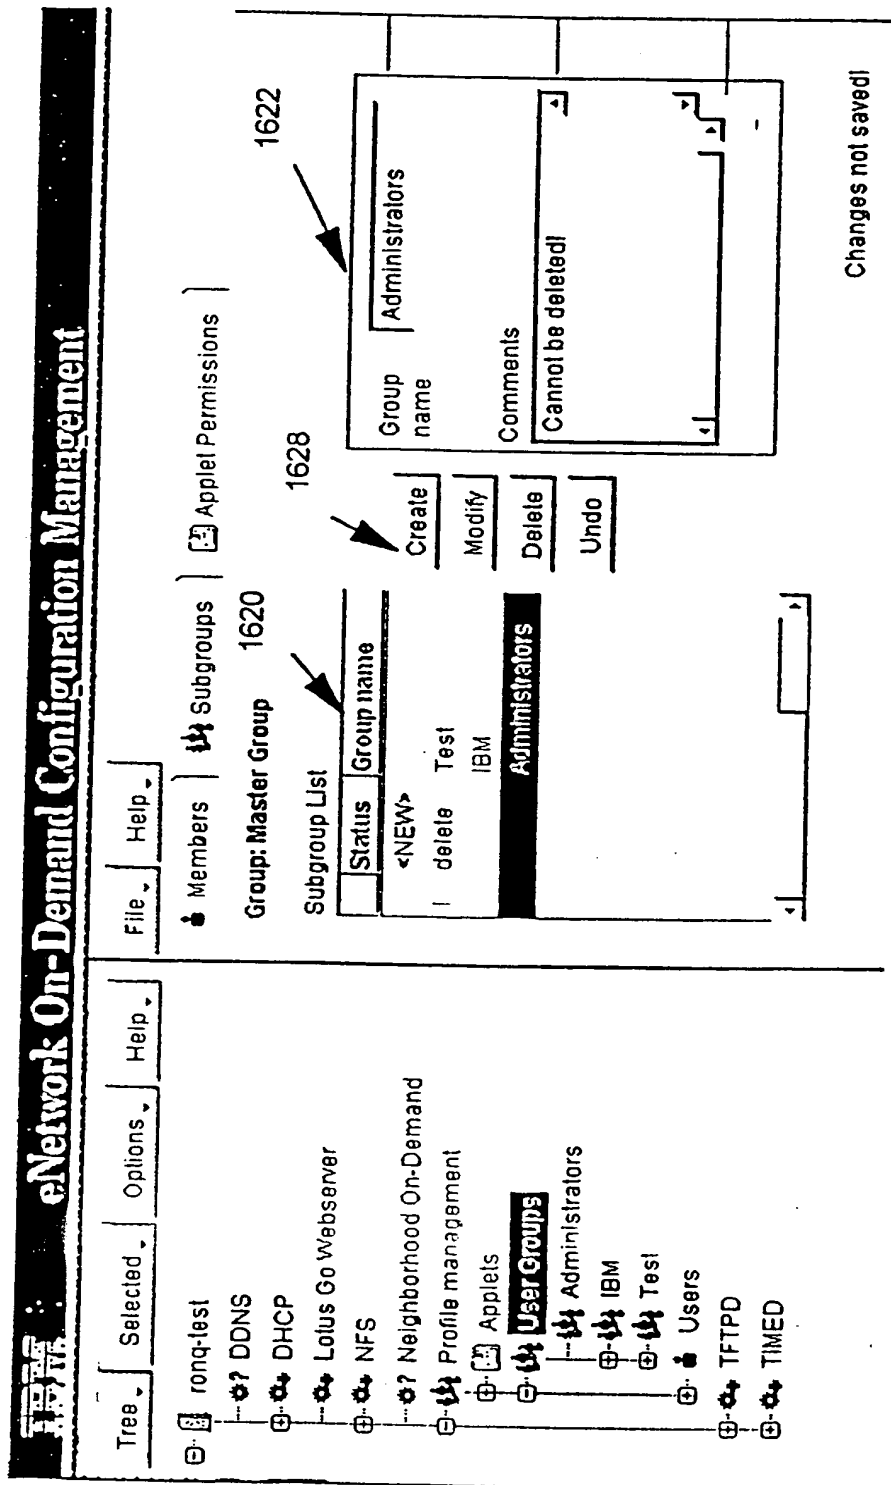 IBM eNetwork On-Demand Configuration Management
Tree Selected Options Help
ronq-test
? DDNS
DHCP
Lotus Go Webserver
NFS
? Neighborhood On-Demand
Profile management
Applets
User Groups
Administrators
IBM
Test
Users
TFTPD
TIMED
File Help
Members Subgroups Applet Permissions
Group: Master Group
1620
1628
1622
Subgroup List
Status Group name
<NEW>
delete Test
IBM
Administrators
Create
Modify
Delete
Undo
Group
name
Administrators
Comments
Cannot be deleted!
Changes not saved!